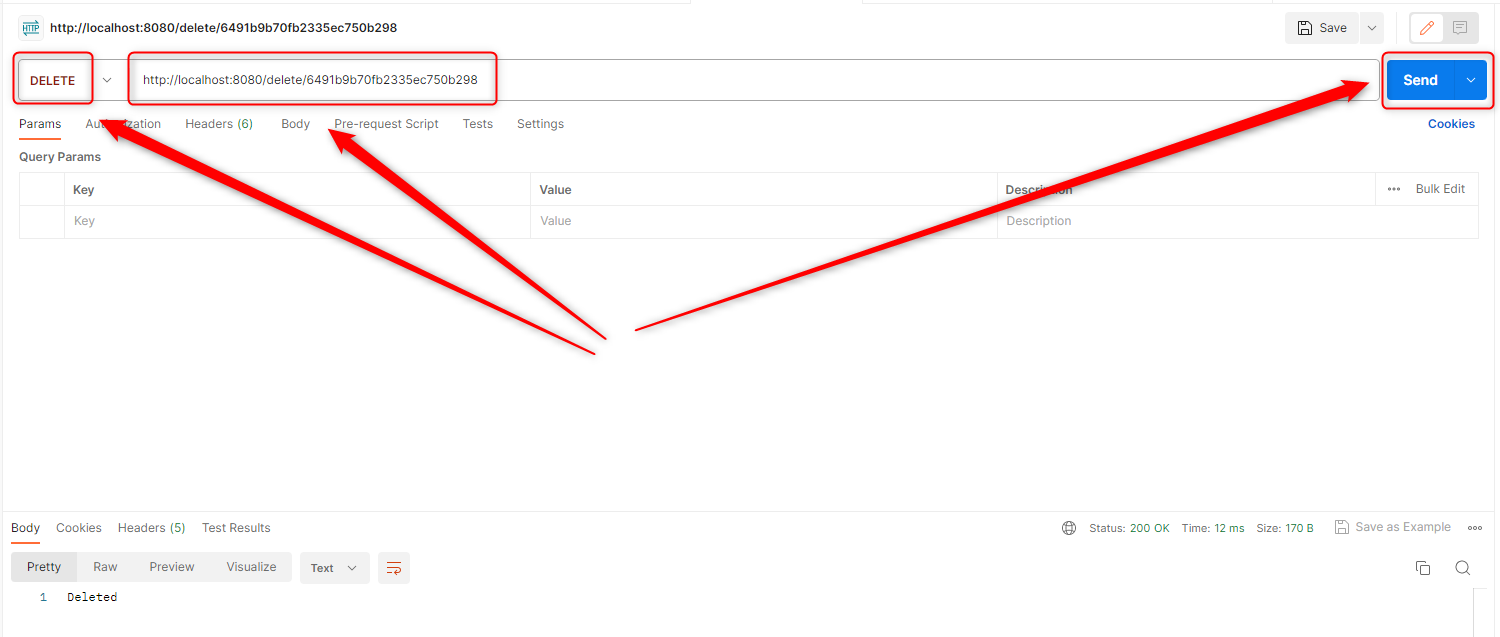 HTTP http://localhost:8080/delete/6491b9b70fb2335ec750b298 Save
DELETE http://localhost:8080/delete/6491b9b70fb2335ec750b298 Send
Params Authorization Headers (6) Body Pre-request Script Tests Settings Cookies
Query Params
Key Value Description Bulk Edit
Key Value Description
Body Cookies Headers (5) Test Results Status: 200 OK Time: 12 ms Size: 170 B Save as Example
Pretty Raw Preview Visualize Text
1 Deleted